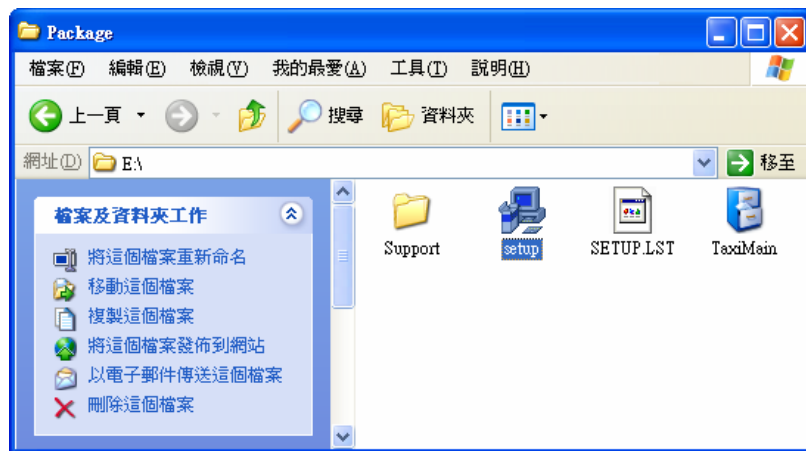 Package
檔案(F) 編輯(E) 檢視(V) 我的最愛(A) 工具(T) 說明(H)
上一頁 搜尋 資料夾
網址(D) E:\ 移至
檔案及資料夾工作
將這個檔案重新命名
移動這個檔案
複製這個檔案
將這個檔案發佈到網站
以電子郵件傳送這個檔案
刪除這個檔案
Support setup SETUP.LST TaxiMain